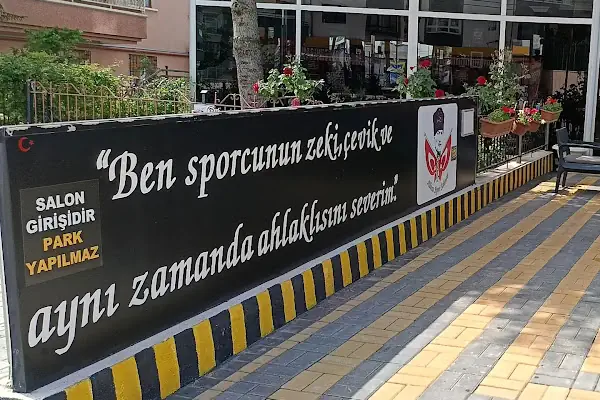 "Ben sporcunun zeki, çevik ve
aynı zamanda ahlaklısını severim."
SALON
GİRİŞİDİR
PARK
YAPILMAZ